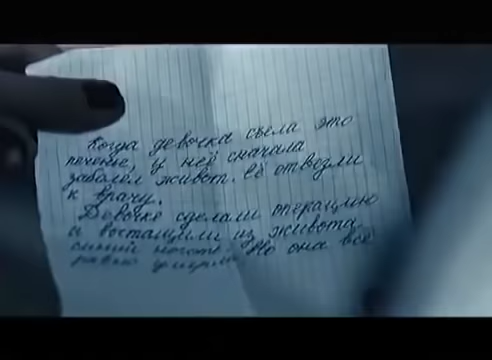 Когда девочка съела это
печенье, у неё сначала
заболел живот. Её отвезли
к врачу.
Девочке сделали операцию
и востащили из живота
синий ноготь. Но она всё
равно умерла